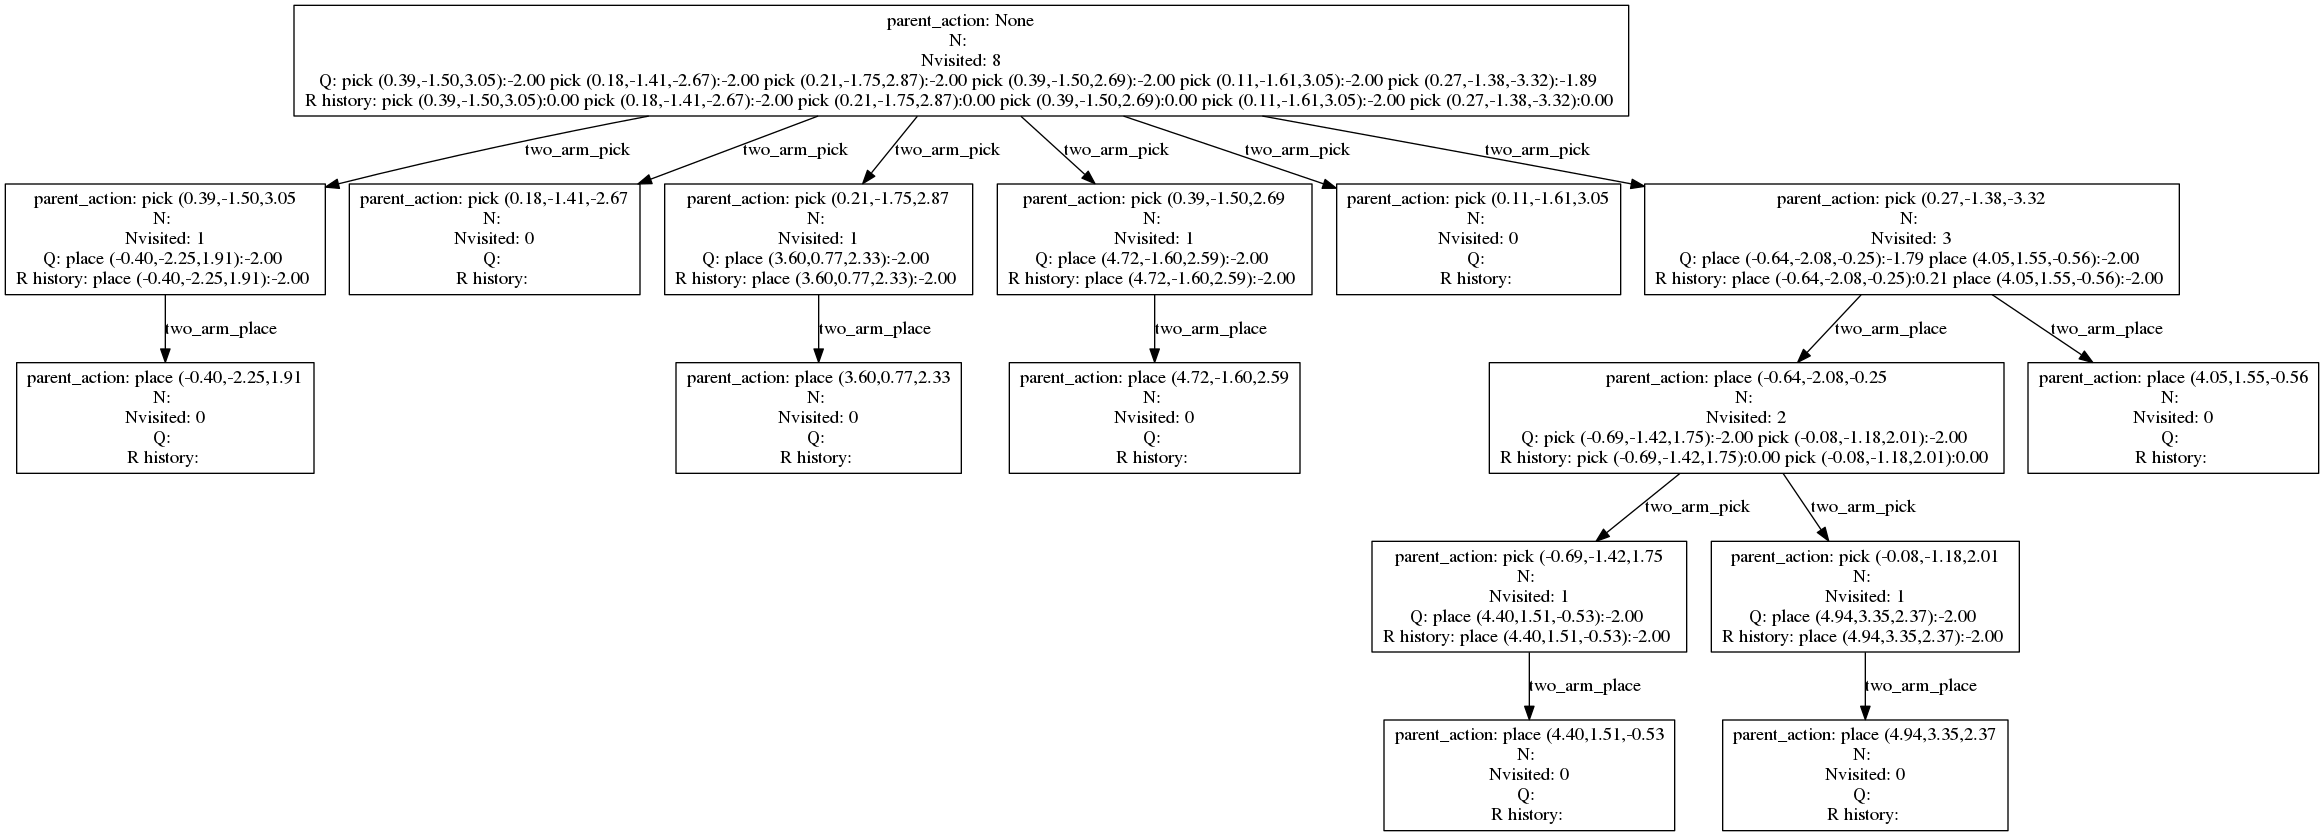 parent_action: None
N:
Nvisited: 8
Q: pick (0.39,-1.50,3.05):-2.00 pick (0.18,-1.41,-2.67):-2.00 pick (0.21,-1.75,2.87):-2.00 pick (0.39,-1.50,2.69):-2.00 pick (0.11,-1.61,3.05):-2.00 pick (0.27,-1.38,-3.32):-1.89
R history: pick (0.39,-1.50,3.05):0.00 pick (0.18,-1.41,-2.67):-2.00 pick (0.21,-1.75,2.87):0.00 pick (0.39,-1.50,2.69):0.00 pick (0.11,-1.61,3.05):-2.00 pick (0.27,-1.38,-3.32):0.00
two_arm_pick
two_arm_pick
two_arm_pick
two_arm_pick
two_arm_pick
two_arm_pick
parent_action: pick (0.39,-1.50,3.05
N:
Nvisited: 1
Q: place (-0.40,-2.25,1.91):-2.00
R history: place (-0.40,-2.25,1.91):-2.00
parent_action: pick (0.18,-1.41,-2.67
N:
Nvisited: 0
Q:
R history:
parent_action: pick (0.21,-1.75,2.87
N:
Nvisited: 1
Q: place (3.60,0.77,2.33):-2.00
R history: place (3.60,0.77,2.33):-2.00
parent_action: pick (0.39,-1.50,2.69
N:
Nvisited: 1
Q: place (4.72,-1.60,2.59):-2.00
R history: place (4.72,-1.60,2.59):-2.00
parent_action: pick (0.11,-1.61,3.05
N:
Nvisited: 0
Q:
R history:
parent_action: pick (0.27,-1.38,-3.32
N:
Nvisited: 3
Q: place (-0.64,-2.08,-0.25):-1.79 place (4.05,1.55,-0.56):-2.00
R history: place (-0.64,-2.08,-0.25):0.21 place (4.05,1.55,-0.56):-2.00
two_arm_place
two_arm_place
two_arm_place
two_arm_place
two_arm_place
parent_action: place (-0.40,-2.25,1.91
N:
Nvisited: 0
Q:
R history:
parent_action: place (3.60,0.77,2.33
N:
Nvisited: 0
Q:
R history:
parent_action: place (4.72,-1.60,2.59
N:
Nvisited: 0
Q:
R history:
parent_action: place (-0.64,-2.08,-0.25
N:
Nvisited: 2
Q: pick (-0.69,-1.42,1.75):-2.00 pick (-0.08,-1.18,2.01):-2.00
R history: pick (-0.69,-1.42,1.75):0.00 pick (-0.08,-1.18,2.01):0.00
parent_action: place (4.05,1.55,-0.56
N:
Nvisited: 0
Q:
R history:
two_arm_pick
two_arm_pick
parent_action: pick (-0.69,-1.42,1.75
N:
Nvisited: 1
Q: place (4.40,1.51,-0.53):-2.00
R history: place (4.40,1.51,-0.53):-2.00
parent_action: pick (-0.08,-1.18,2.01
N:
Nvisited: 1
Q: place (4.94,3.35,2.37):-2.00
R history: place (4.94,3.35,2.37):-2.00
two_arm_place
two_arm_place
parent_action: place (4.40,1.51,-0.53
N:
Nvisited: 0
Q:
R history:
parent_action: place (4.94,3.35,2.37
N:
Nvisited: 0
Q:
R history: